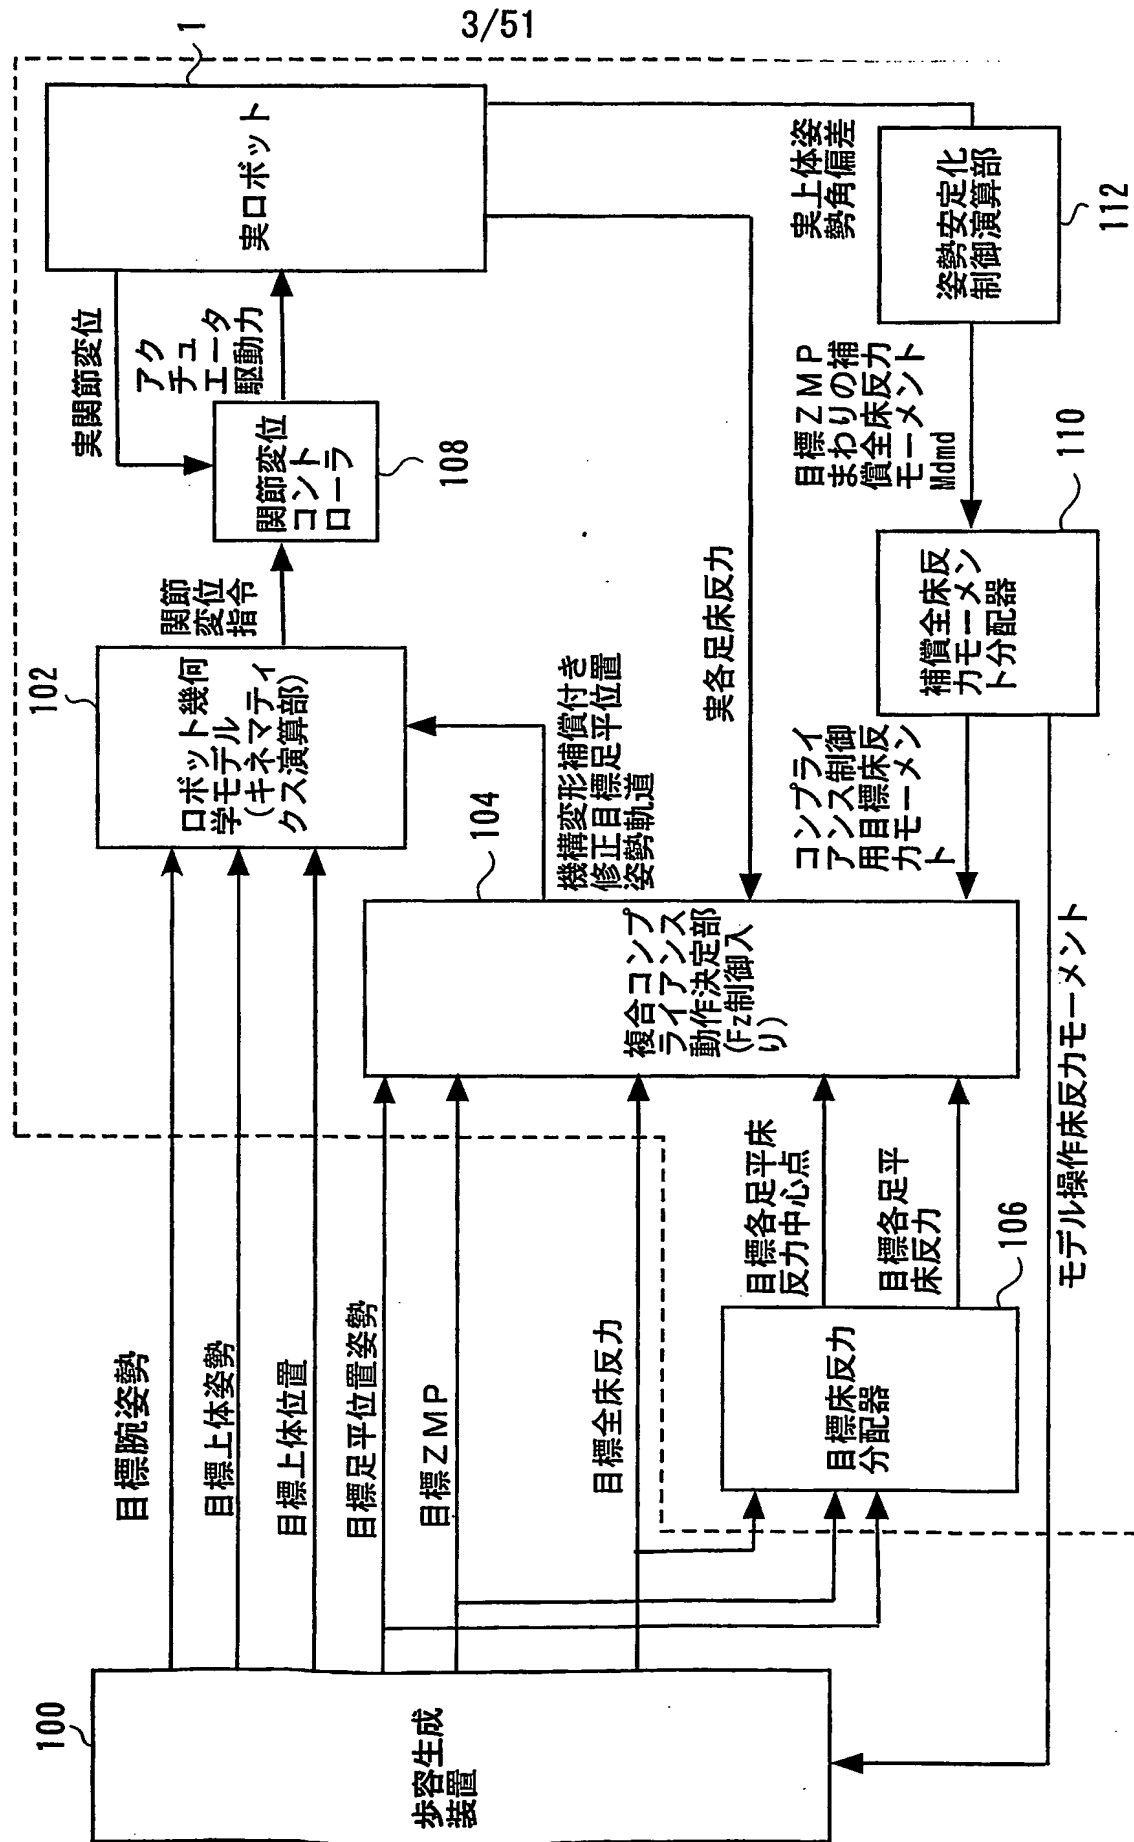 3/51
100
歩容生成
装置
目標腕姿勢
目標上体姿勢
目標上体位置
目標足平位置姿勢
目標ZMP
目標全床反力
目標床反力
分配器
106
目標各足平床
反力中心点
目標各足平
床反力
モデル操作床反力モーメント
102
ロボット幾何
学モデル
(キネマティ
クス演算部)
104
複合コンプ
ライアンス
動作決定部
(Fz制御入
り)
機構変形補償付き
修正目標足平位置
姿勢軌道
関節
変位
指令
関節変位
コント
ローラ
108
実関節変位
アク
チュ
エータ
駆動力
1
実ロボット
実各足床反力
コンプライ
アンス制御
用目標床反
力モーメン
ト
補償全床反
力モーメン
ト分配器
110
目標ZMP
まわりの補
償全床反力
モーメント
Mdmd
実上体姿
勢角偏差
姿勢安定化
制御演算部
112